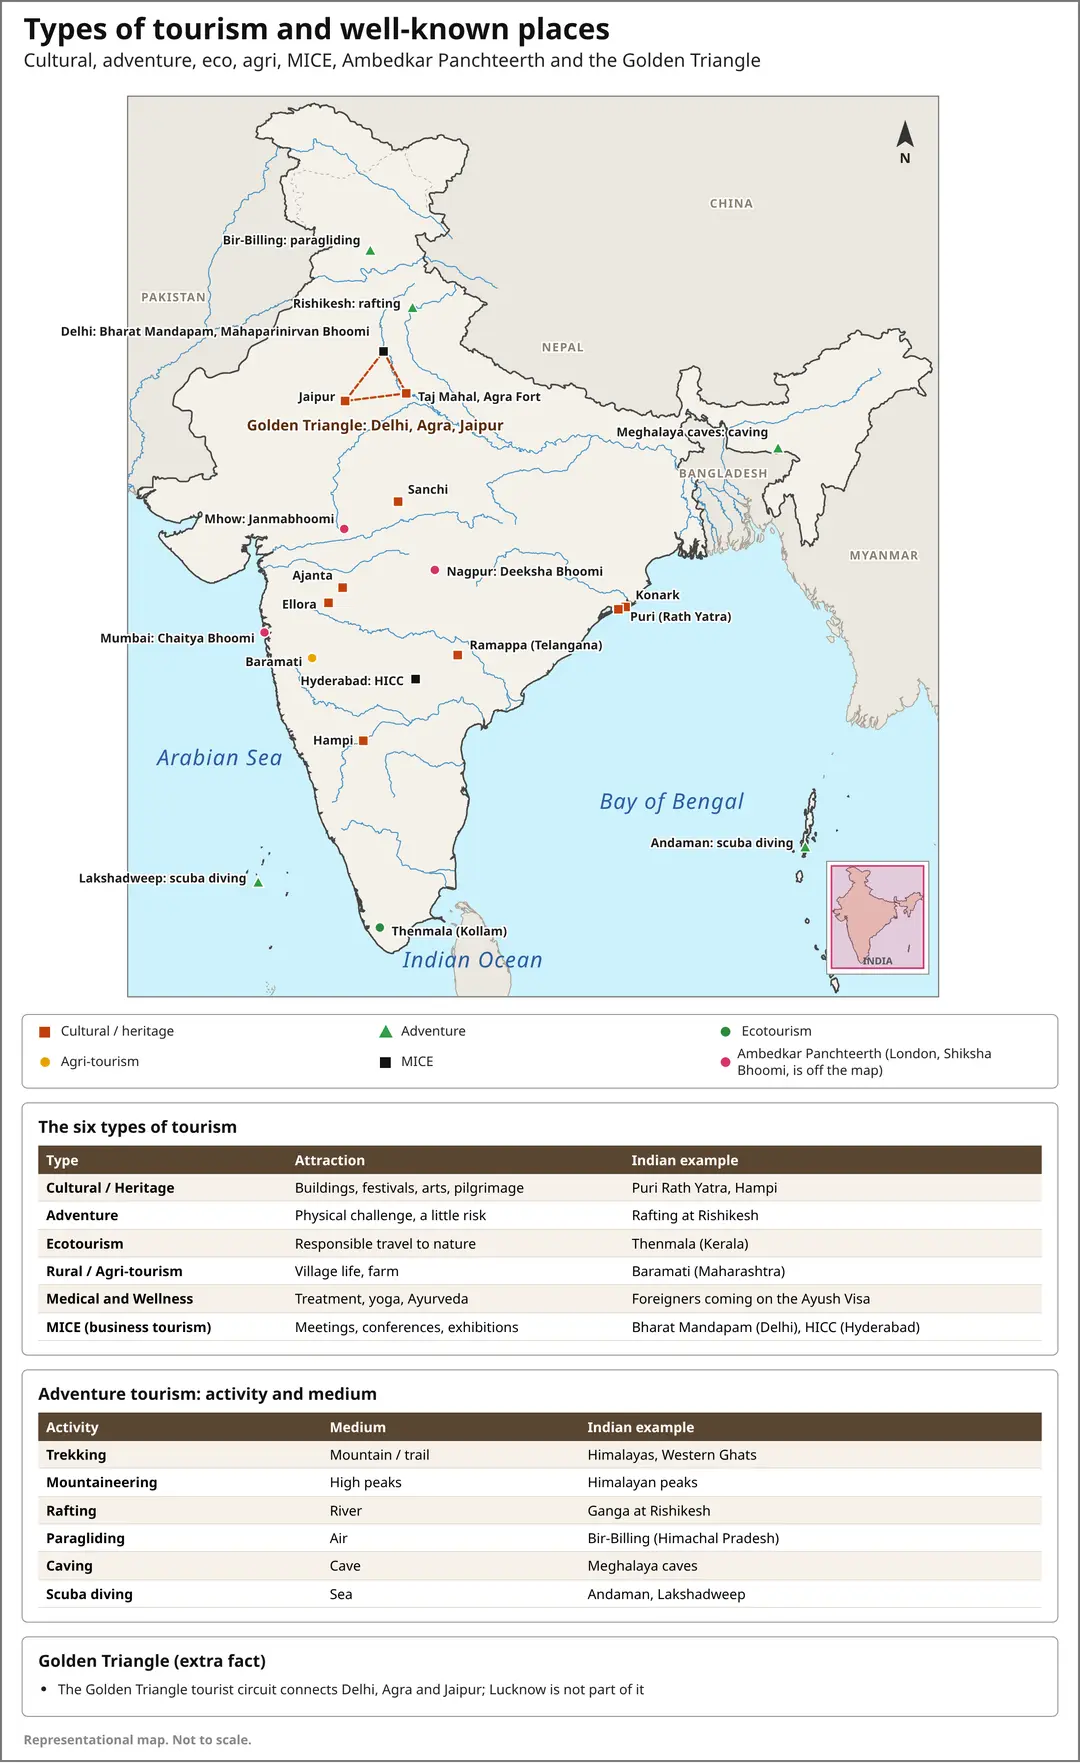 Types of tourism and well-known places
Cultural, adventure, eco, agri, MICE, Ambedkar Panchteerth and the Golden Triangle
N
CHINA
Bir-Billing: paragliding
PAKISTAN
Rishikesh: rafting
Delhi: Bharat Mandapam, Mahaparinirvan Bhoomi
NEPAL
Jaipur
Taj Mahal, Agra Fort
Golden Triangle: Delhi, Agra, Jaipur
Meghalaya caves: caving
BANGLADESH
Sanchi
Mhow: Janmabhoomi
MYANMAR
Ajanta
Nagpur: Deeksha Bhoomi
Ellora
Konark
Puri (Rath Yatra)
Mumbai: Chaitya Bhoomi
Ramappa (Telangana)
Baramati
Hyderabad: HICC
Hampi
Arabian Sea
Bay of Bengal
Andaman: scuba diving
Lakshadweep: scuba diving
Thenmala (Kollam)
Indian Ocean
INDIA
Cultural / heritage
Adventure
Ecotourism
Agri-tourism
MICE
Ambedkar Panchteerth (London, Shiksha
Bhoomi, is off the map)
The six types of tourism
Type Attraction Indian example
Cultural / Heritage Buildings, festivals, arts, pilgrimage Puri Rath Yatra, Hampi
Adventure Physical challenge, a little risk Rafting at Rishikesh
Ecotourism Responsible travel to nature Thenmala (Kerala)
Rural / Agri-tourism Village life, farm Baramati (Maharashtra)
Medical and Wellness Treatment, yoga, Ayurveda Foreigners coming on the Ayush Visa
MICE (business tourism) Meetings, conferences, exhibitions Bharat Mandapam (Delhi), HICC (Hyderabad)
Adventure tourism: activity and medium
Activity Medium Indian example
Trekking Mountain / trail Himalayas, Western Ghats
Mountaineering High peaks Himalayan peaks
Rafting River Ganga at Rishikesh
Paragliding Air Bir-Billing (Himachal Pradesh)
Caving Cave Meghalaya caves
Scuba diving Sea Andaman, Lakshadweep
Golden Triangle (extra fact)
• The Golden Triangle tourist circuit connects Delhi, Agra and Jaipur; Lucknow is not part of it
Representational map. Not to scale.